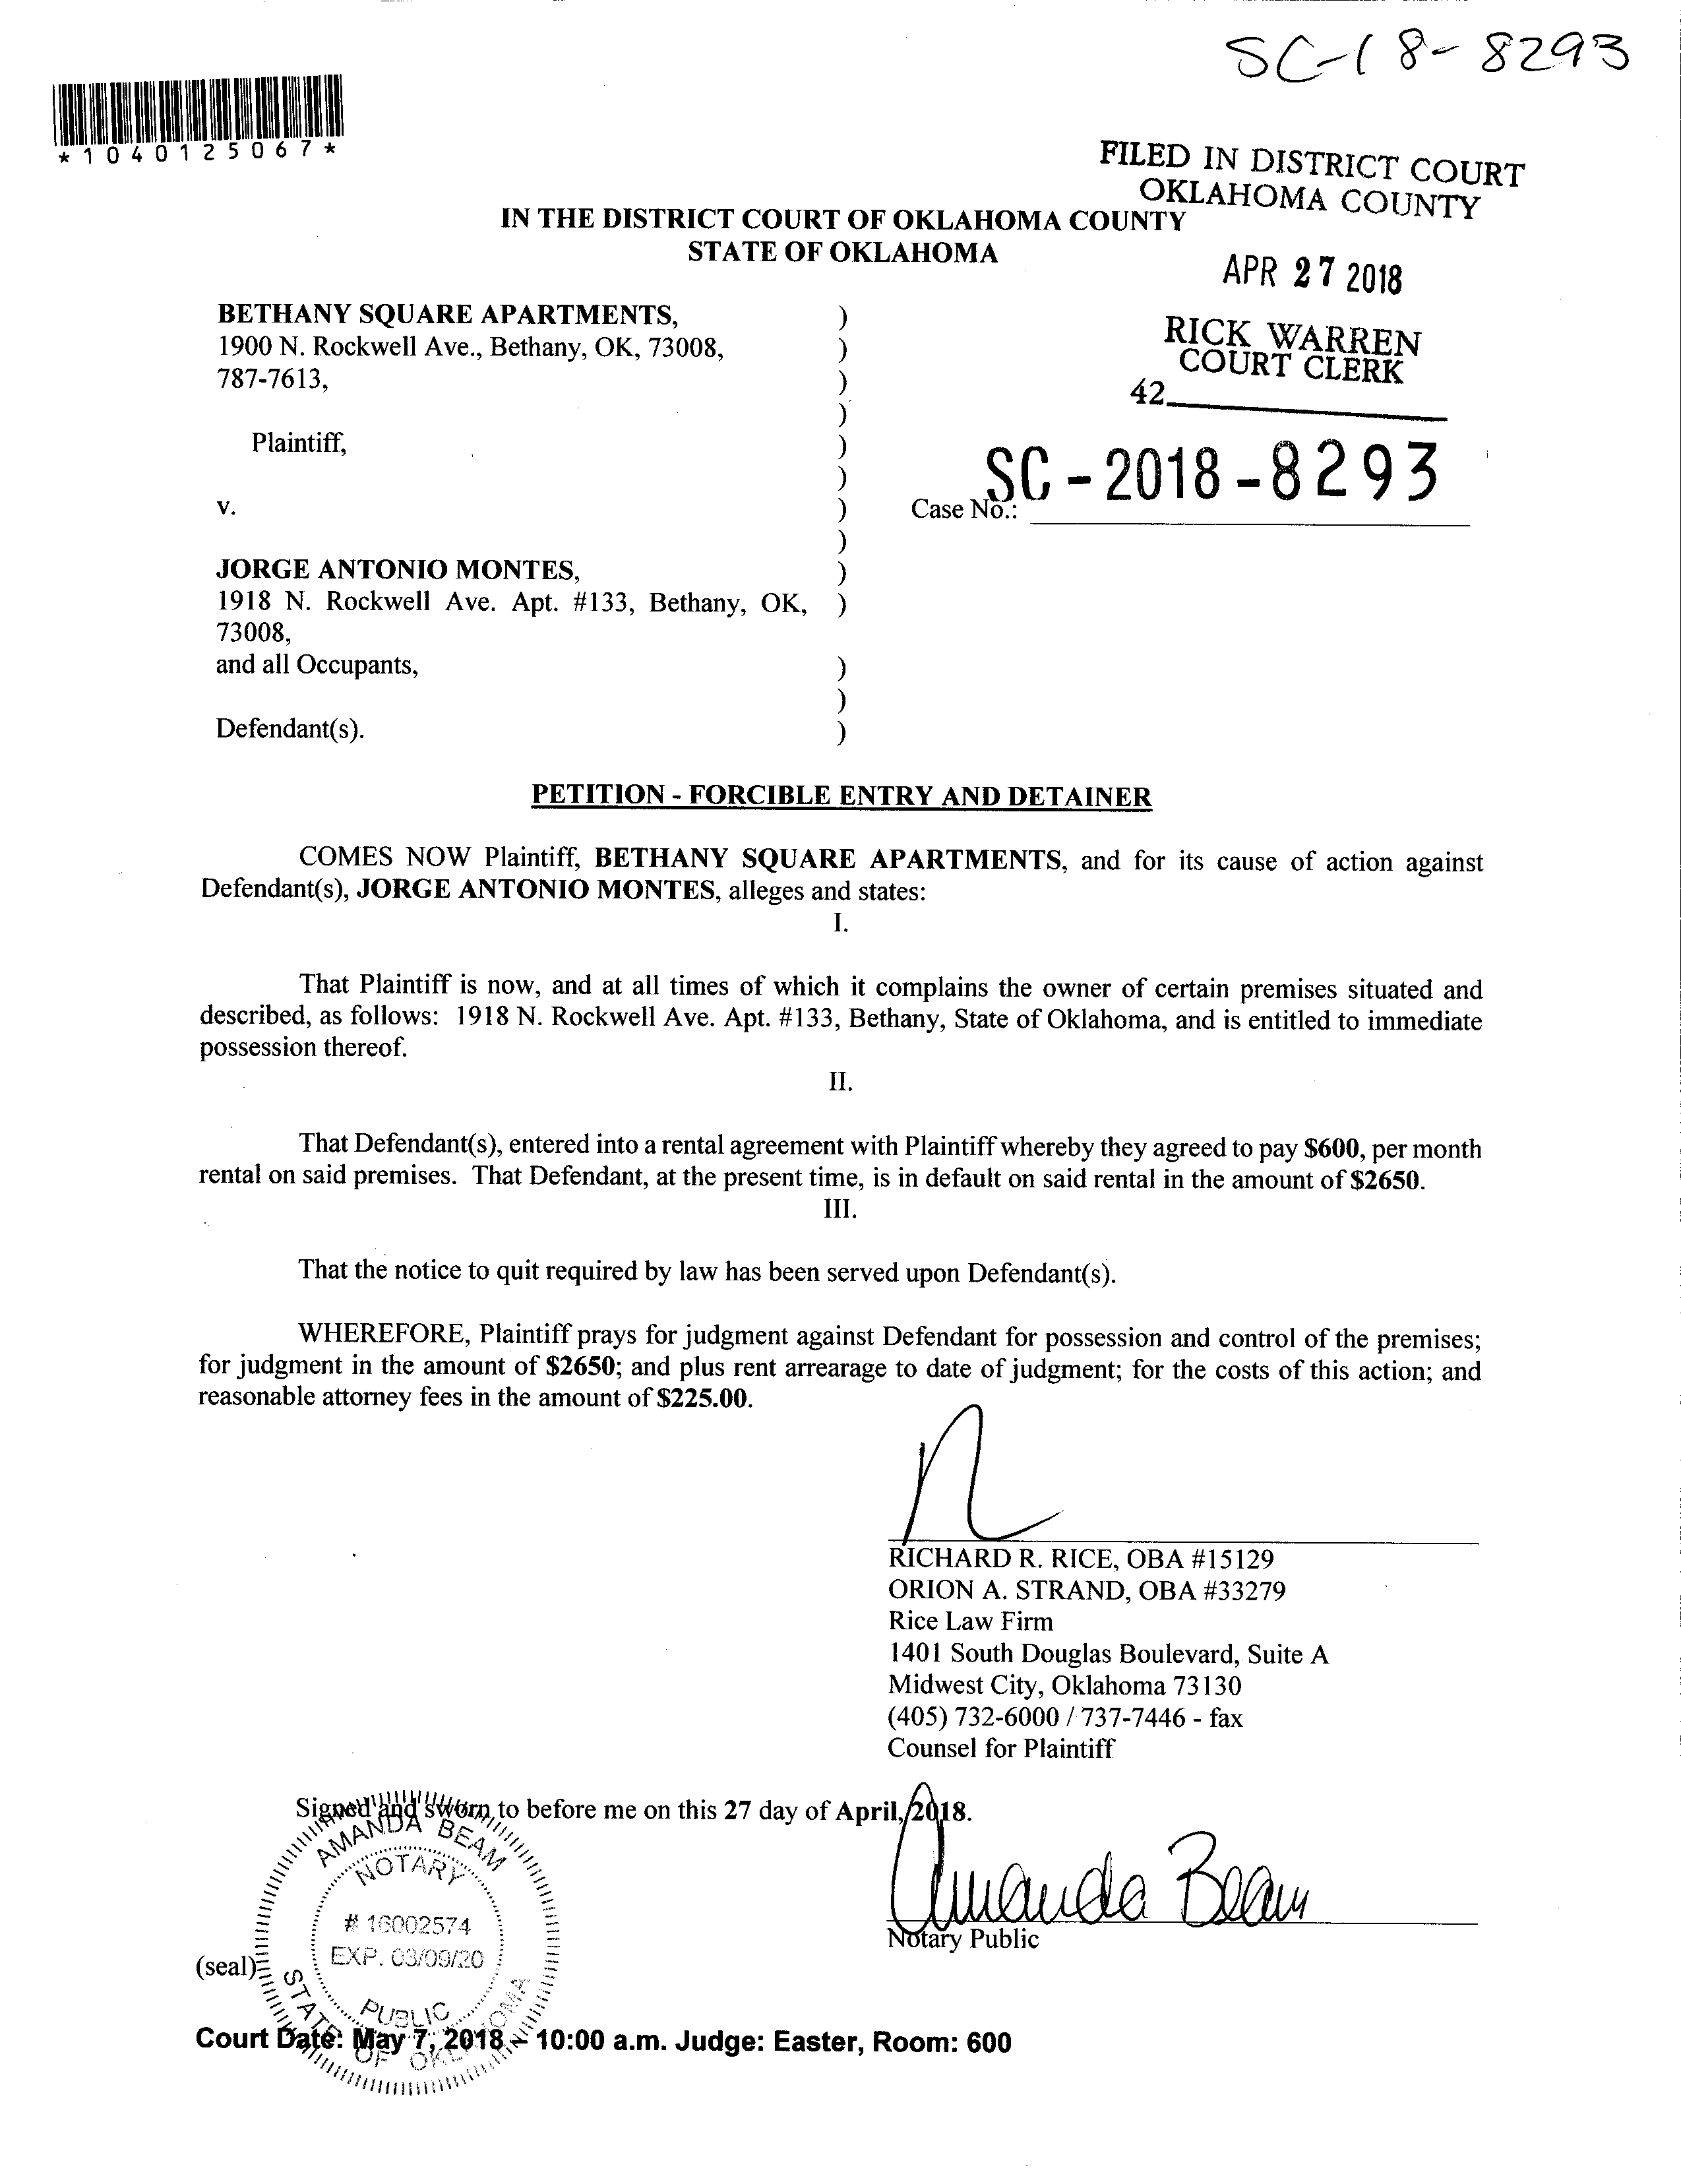 SC-18-8293
*1040125067*
FILED IN DISTRICT COURT
OKLAHOMA COUNTY
IN THE DISTRICT COURT OF OKLAHOMA COUNTY
STATE OF OKLAHOMA
APR 27 2018
RICK WARREN
COURT CLERK
42
BETHANY SQUARE APARTMENTS, )
1900 N. Rockwell Ave., Bethany, OK, 73008, )
787-7613, )
)
Plaintiff, )
)
v. )
SC-2018-8293
Case No.:
)
JORGE ANTONIO MONTES, )
1918 N. Rockwell Ave. Apt. #133, Bethany, OK, )
73008,
and all Occupants, )
)
Defendant(s). )
PETITION - FORCIBLE ENTRY AND DETAINER
COMES NOW Plaintiff, BETHANY SQUARE APARTMENTS, and for its cause of action against
Defendant(s), JORGE ANTONIO MONTES, alleges and states:
I.
That Plaintiff is now, and at all times of which it complains the owner of certain premises situated and
described, as follows: 1918 N. Rockwell Ave. Apt. #133, Bethany, State of Oklahoma, and is entitled to immediate
possession thereof.
II.
That Defendant(s), entered into a rental agreement with Plaintiff whereby they agreed to pay $600, per month
rental on said premises. That Defendant, at the present time, is in default on said rental in the amount of $2650.
III.
That the notice to quit required by law has been served upon Defendant(s).
WHEREFORE, Plaintiff prays for judgment against Defendant for possession and control of the premises;
for judgment in the amount of $2650; and plus rent arrearage to date of judgment; for the costs of this action; and
reasonable attorney fees in the amount of $225.00.
RICHARD R. RICE, OBA #15129
ORION A. STRAND, OBA #33279
Rice Law Firm
1401 South Douglas Boulevard, Suite A
Midwest City, Oklahoma 73130
(405) 732-6000 / 737-7446 - fax
Counsel for Plaintiff
Signed and sworn to before me on this 27 day of April, 2018.
AMANDA BEAM
NOTARY
# 16002574
EXP. 03/09/20
PUBLIC
STATE OF OKLAHOMA
Amanda Beam
Notary Public
(seal)
Court Date: May 7, 2018 - 10:00 a.m. Judge: Easter, Room: 600